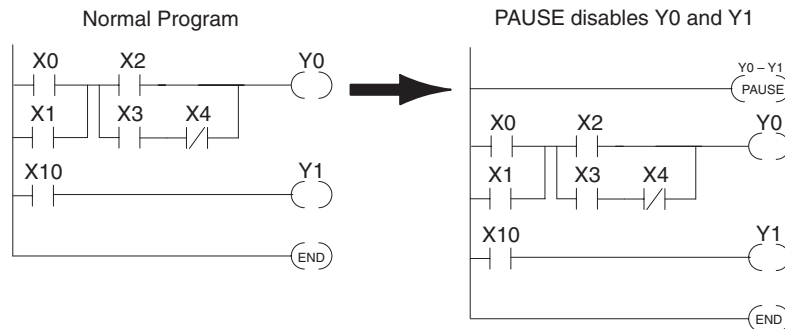 Normal Program
X0 X2 Y0
X1 X3 X4
X10 Y1
END
PAUSE disables Y0 and Y1
Y0 – Y1
PAUSE
X0 X2 Y0
X1 X3 X4
X10 Y1
END